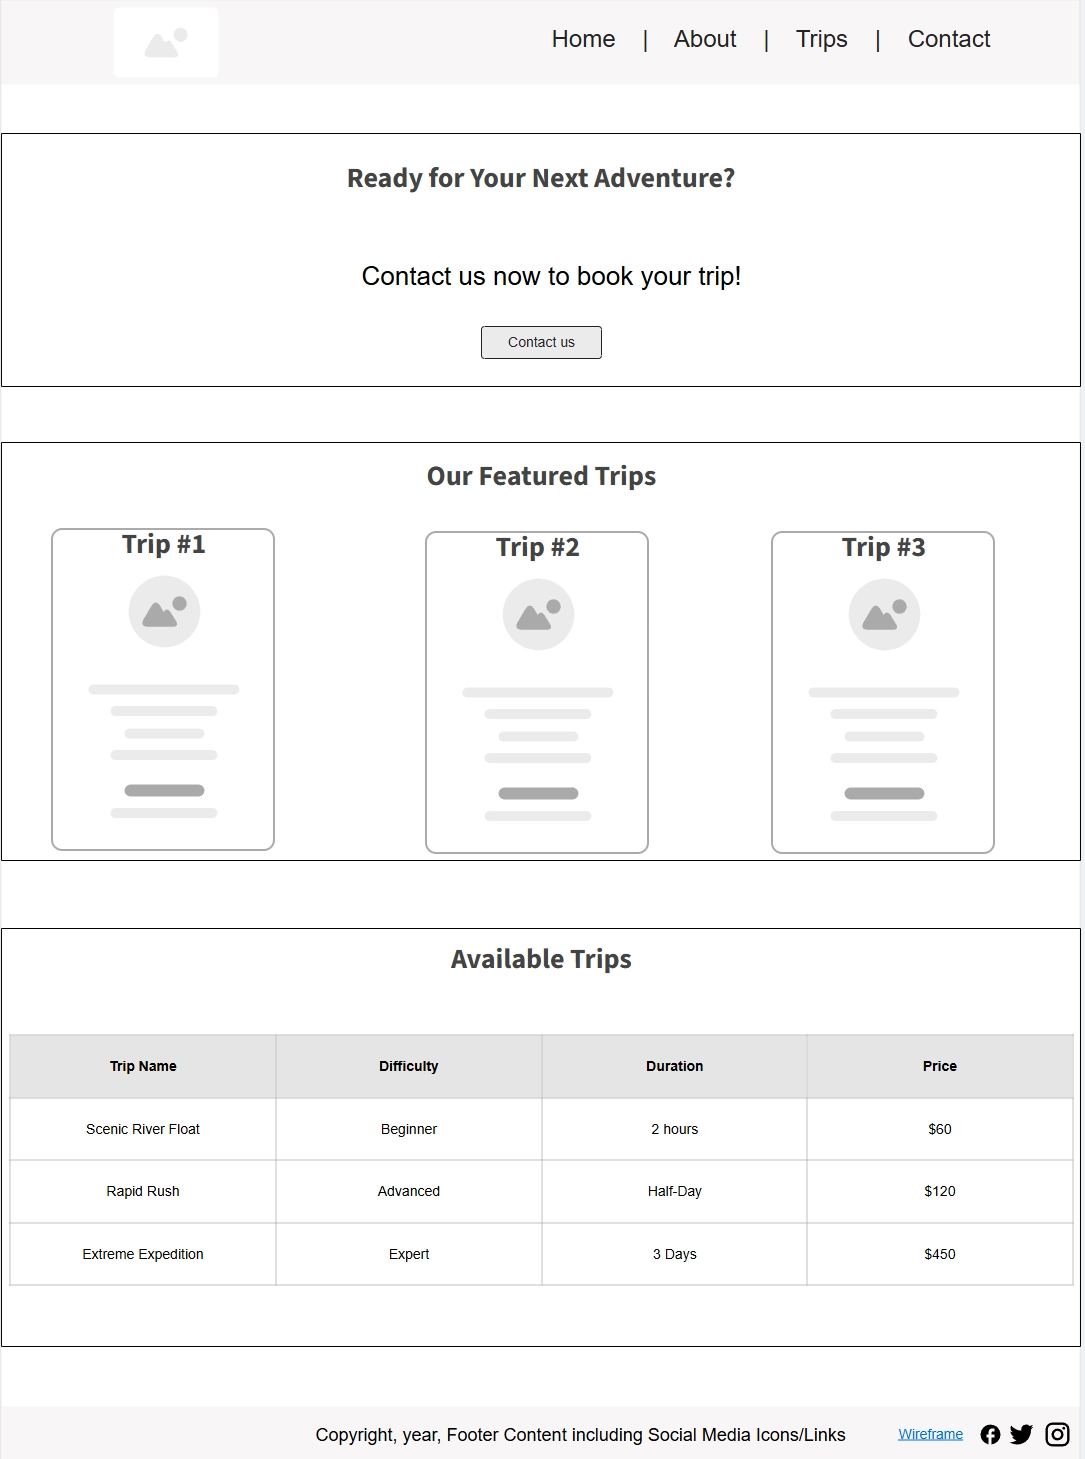 Home | About | Trips | Contact
Ready for Your Next Adventure?
Contact us now to book your trip!
Contact us
Our Featured Trips
Trip #1
Trip #2
Trip #3
Available Trips
Trip Name Difficulty Duration Price
Scenic River Float Beginner 2 hours $60
Rapid Rush Advanced Half-Day $120
Extreme Expedition Expert 3 Days $450
Copyright, year, Footer Content including Social Media Icons/Links Wireframe